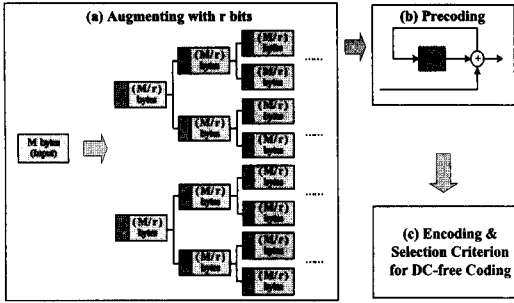 (a) Augmenting with r bits
(M/r)
bytes
(M/r)
bytes
(M/r)
bytes
......
(M/r)
bytes
(M/r)
bytes
(M/r)
bytes
(M/r)
bytes
......
M bytes
(Input)
(M/r)
bytes
(M/r)
bytes
(M/r)
bytes
......
(M/r)
bytes
(M/r)
bytes
(M/r)
bytes
(M/r)
bytes
......
(b) Precoding
+
(c) Encoding &
Selection Criterion
for DC-free Coding